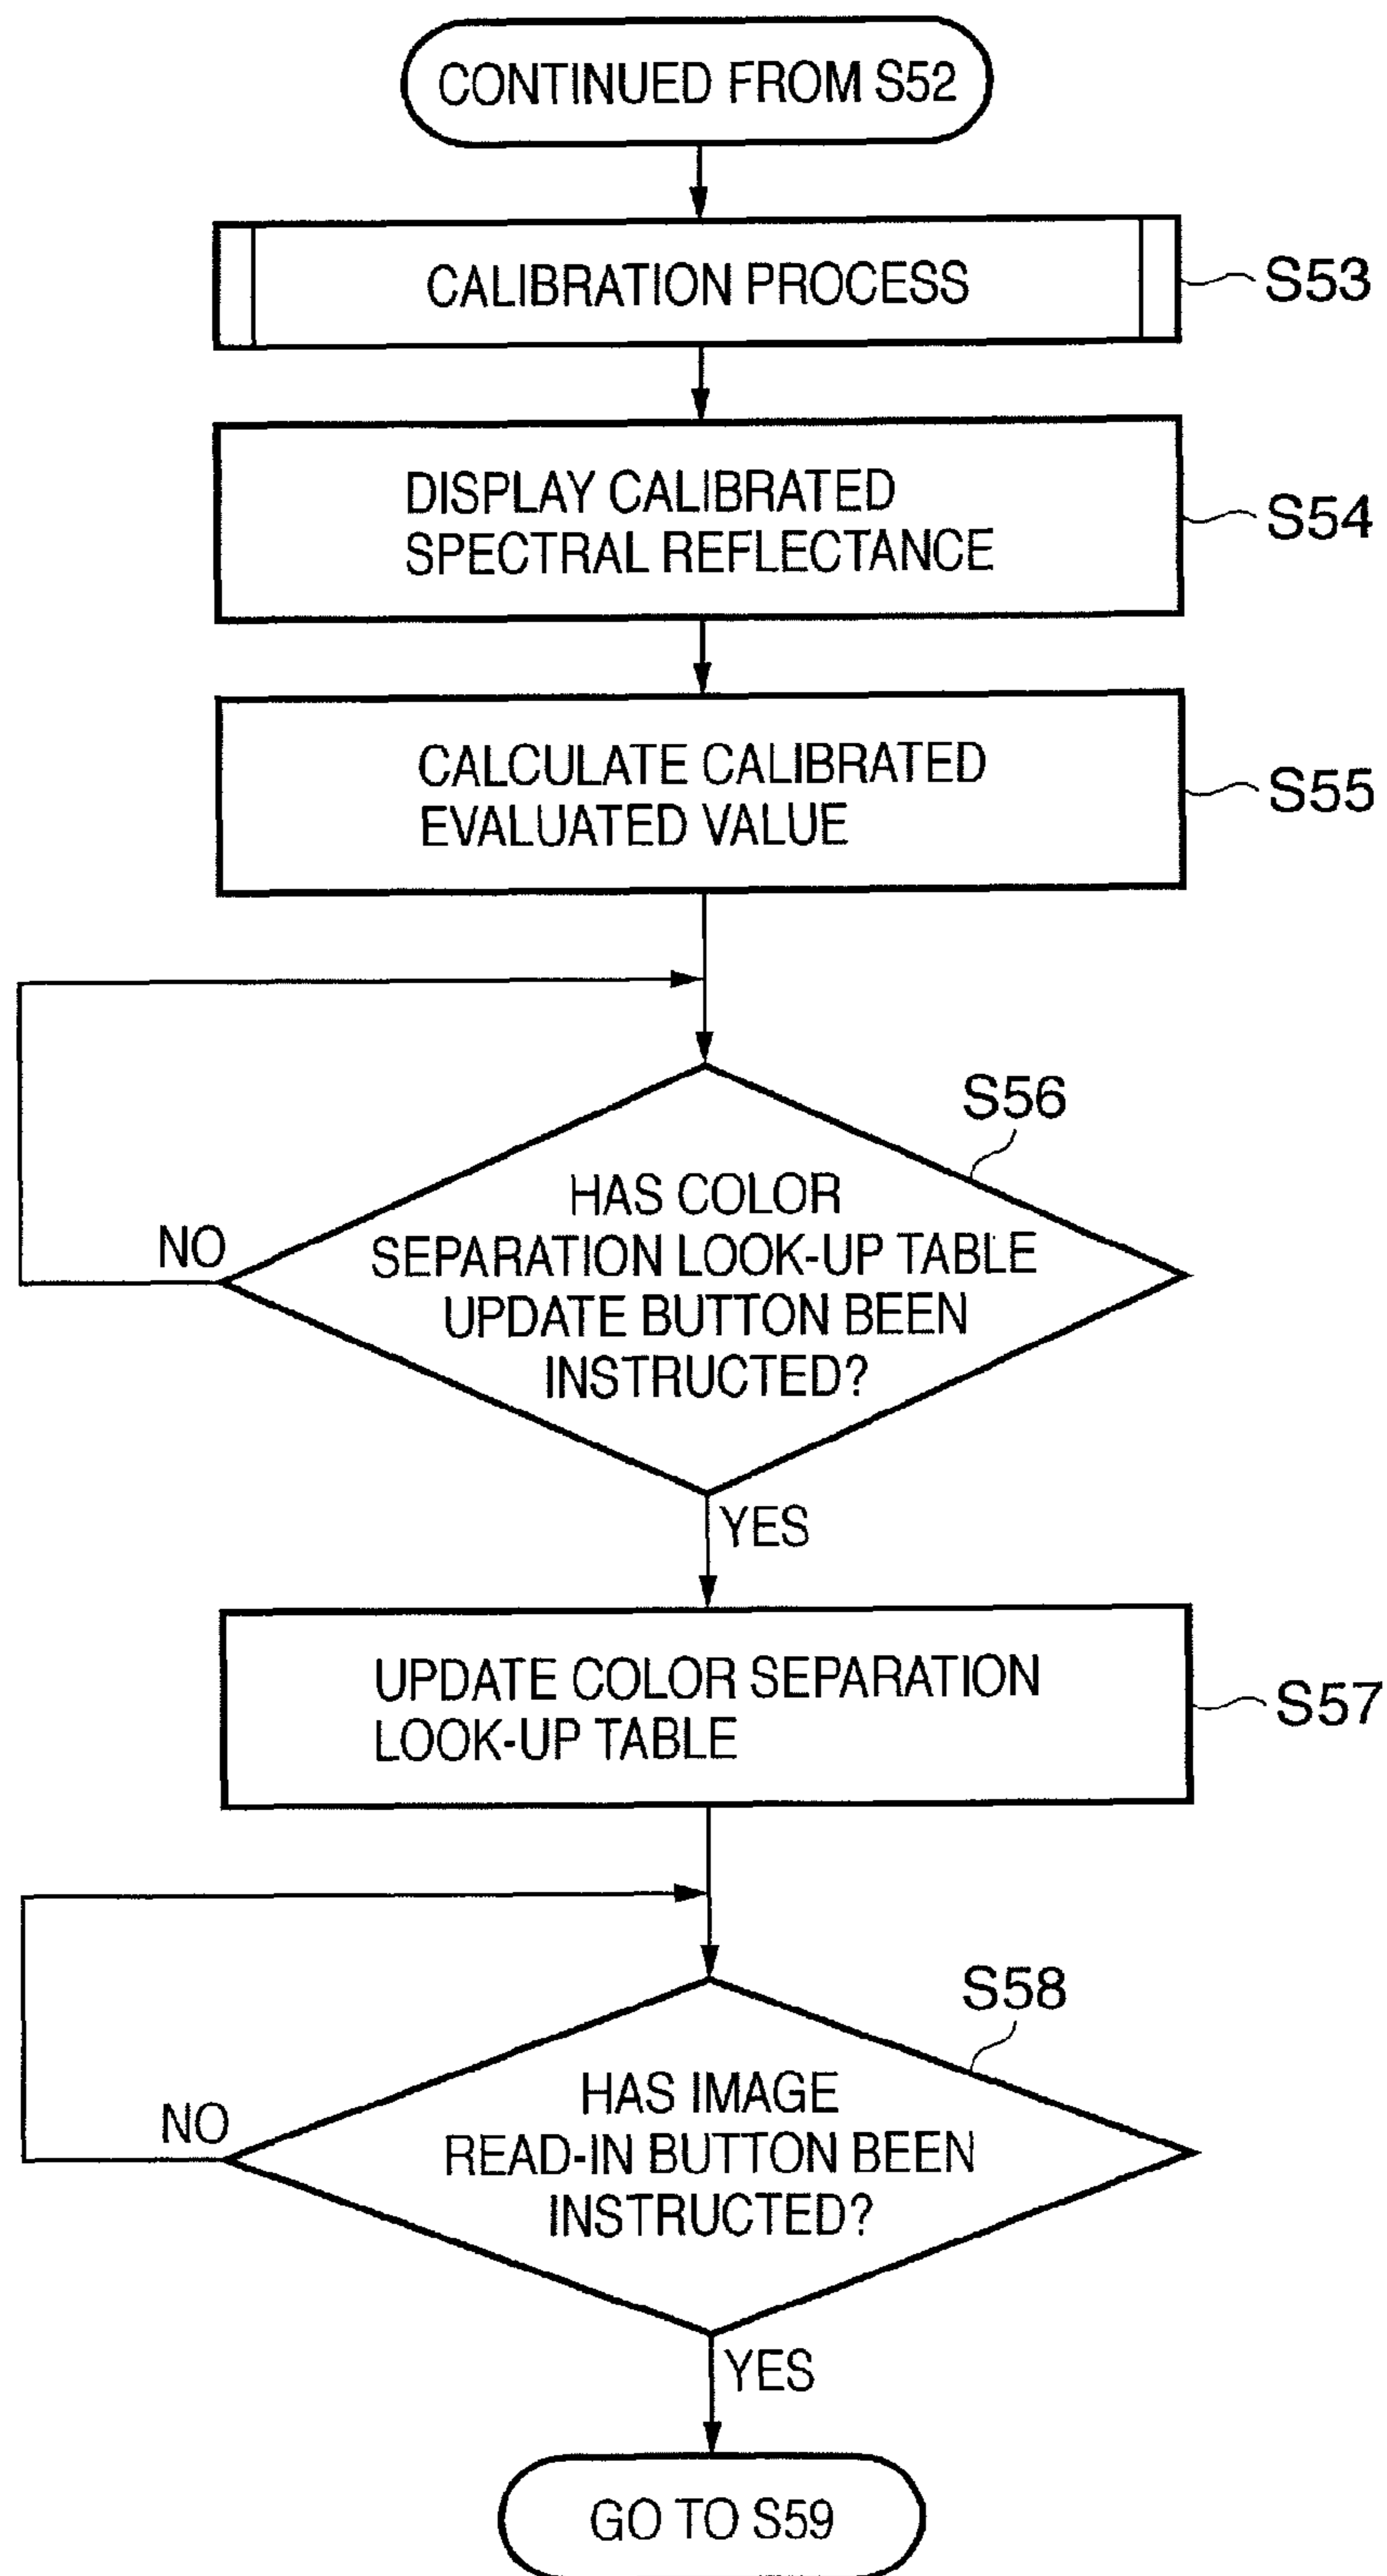 CONTINUED FROM S52
CALIBRATION PROCESS
S53
DISPLAY CALIBRATED
SPECTRAL REFLECTANCE
S54
CALCULATE CALIBRATED
EVALUATED VALUE
S55
S56
HAS COLOR
SEPARATION LOOK-UP TABLE
UPDATE BUTTON BEEN
INSTRUCTED?
NO
YES
UPDATE COLOR SEPARATION
LOOK-UP TABLE
S57
S58
HAS IMAGE
READ-IN BUTTON BEEN
INSTRUCTED?
NO
YES
GO TO S59